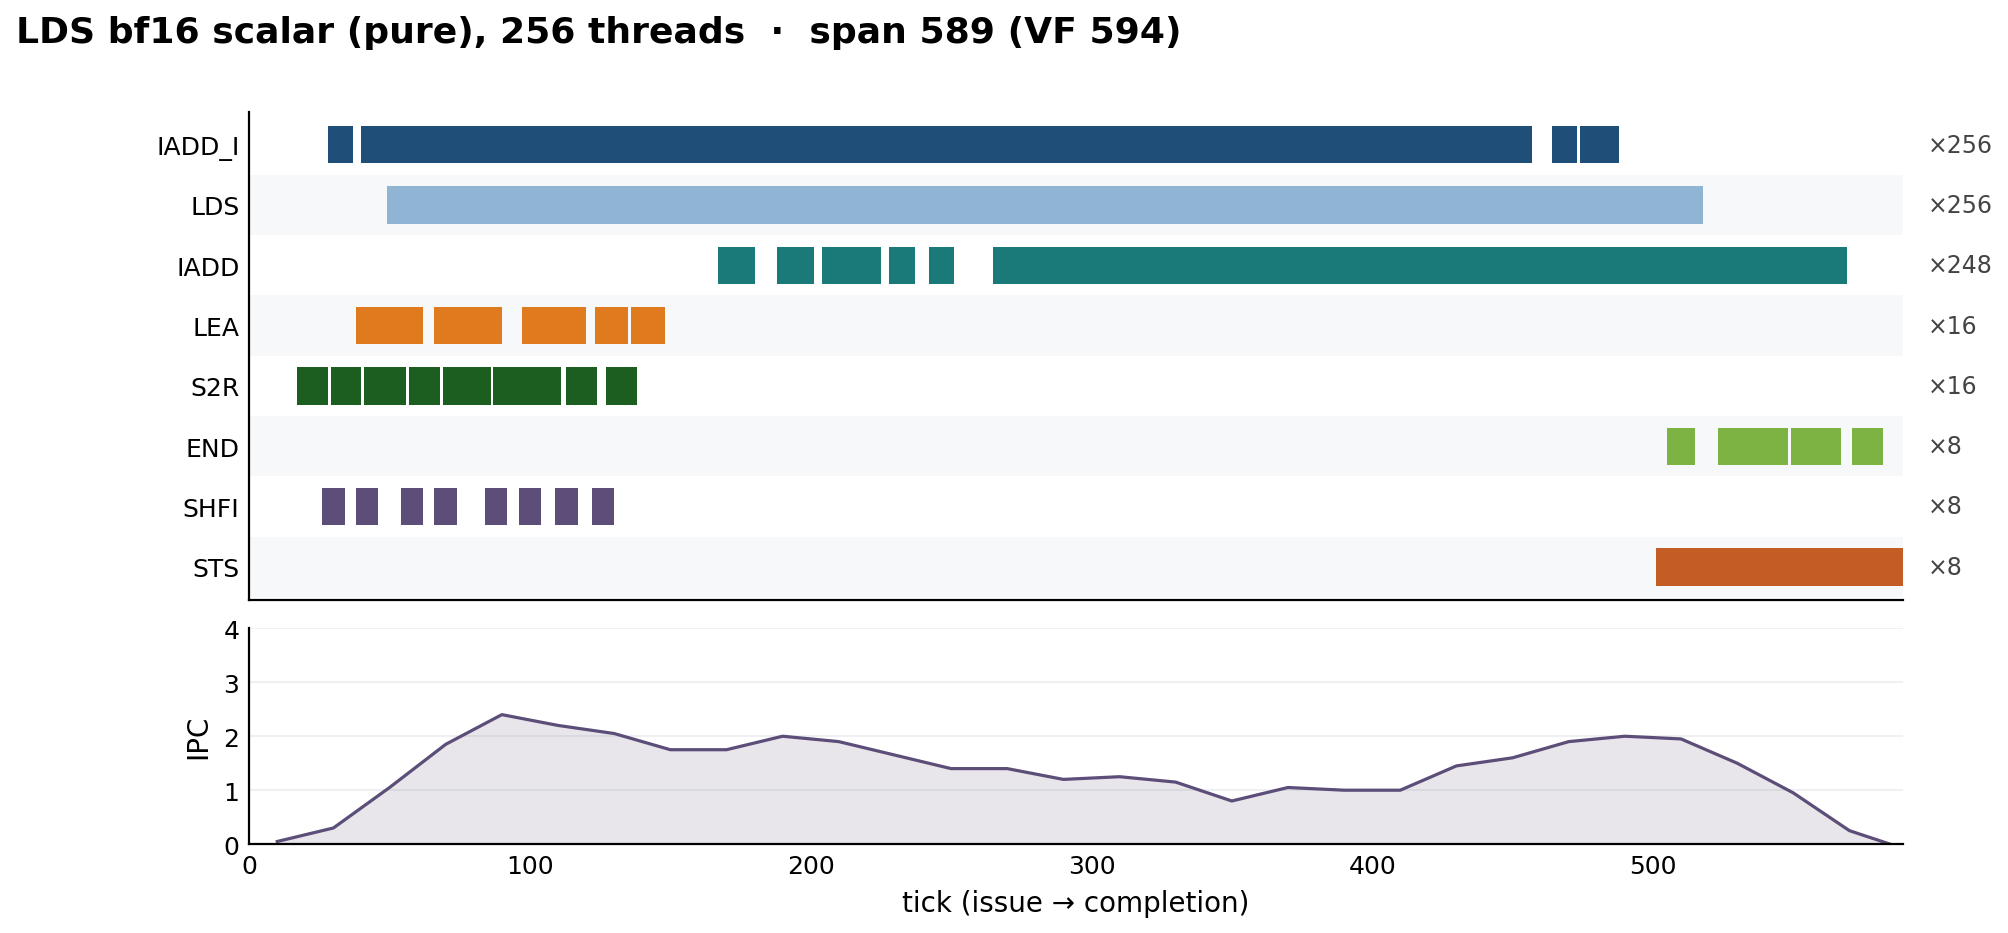 LDS bf16 scalar (pure), 256 threads · span 589 (VF 594)
IADD_I ×256
LDS ×256
IADD ×248
LEA ×16
S2R ×16
END ×8
SHFI ×8
STS ×8
4
3
2
1
0
IPC
0 100 200 300 400 500
tick (issue → completion)